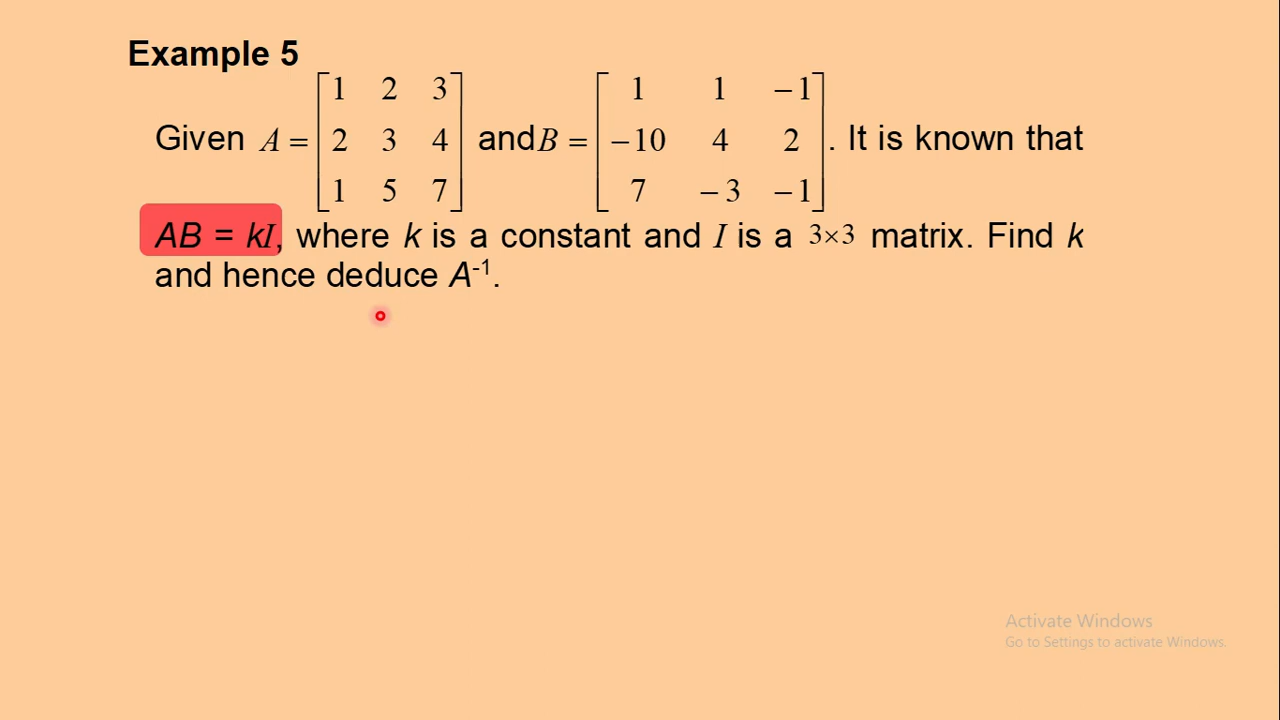 Example 5
Given A = [1 2 3; 2 3 4; 1 5 7] and B = [1 1 −1; −10 4 2; 7 −3 −1]. It is known that
AB = kI, where k is a constant and I is a 3×3 matrix. Find k
and hence deduce A⁻¹.
Activate Windows
Go to Settings to activate Windows.